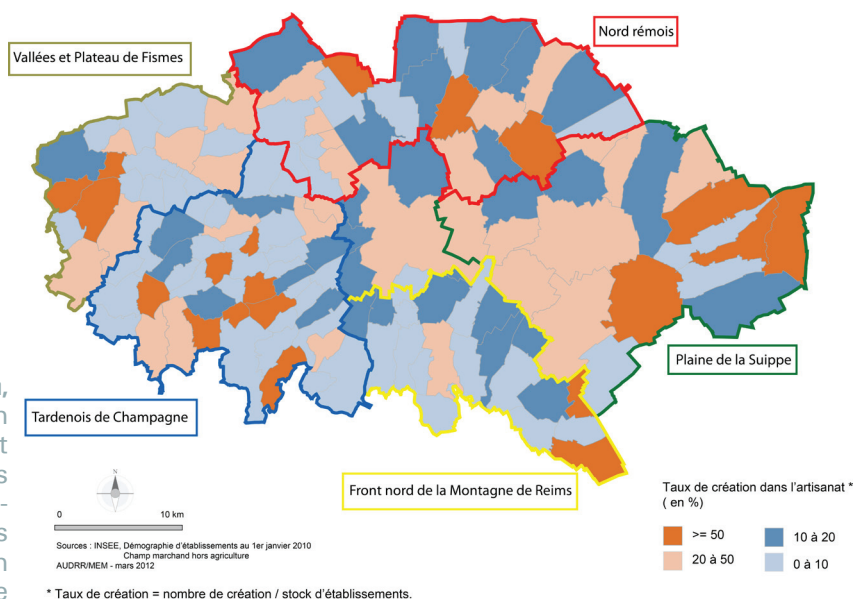 Nord rémois
Vallées et Plateau de Fismes
Plaine de la Suippe
Tardenois de Champagne
Front nord de la Montagne de Reims
N
0 10 km
Sources : INSEE, Démographie d'établissements au 1er janvier 2010
Champ marchand hors agriculture
AUDRR/MEM - mars 2012
Taux de création dans l'artisanat *
( en %)
>= 50
20 à 50
10 à 20
0 à 10
* Taux de création = nombre de création / stock d'établissements.